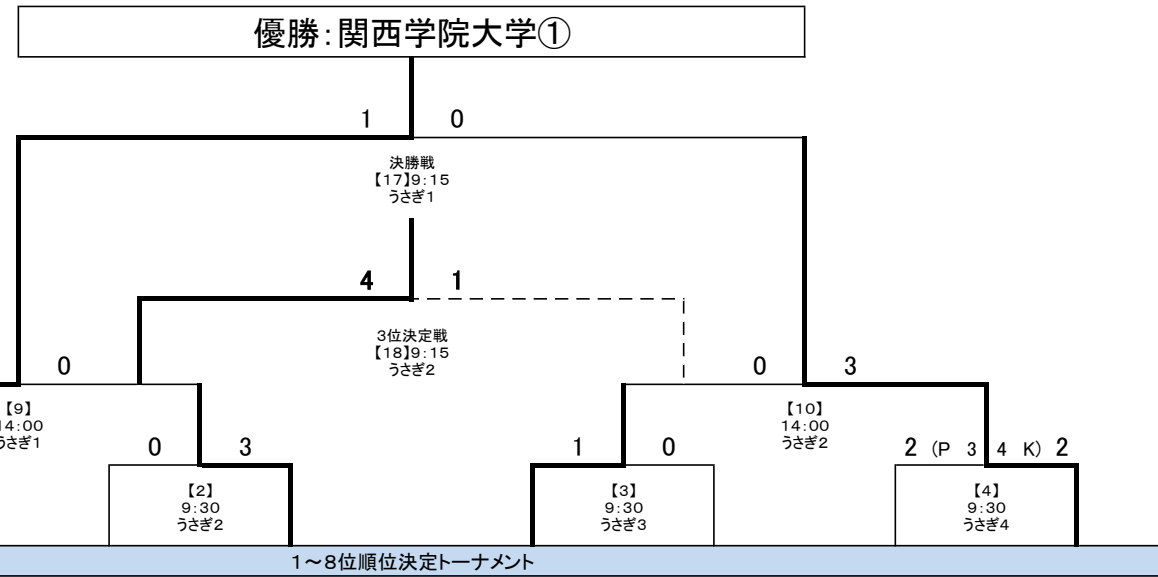 優勝：関西学院大学①
1 0
決勝戦
【17】9：15
うさぎ1
4 1
3位決定戦
【18】9：15
うさぎ2
0
0 3
【9】
14:00
うさぎ1
【10】
14:00
うさぎ2
0 3
1 0
2 （P 3 4 K） 2
【2】
9:30
うさぎ2
【3】
9:30
うさぎ3
【4】
9:30
うさぎ4
1～8位順位決定トーナメント